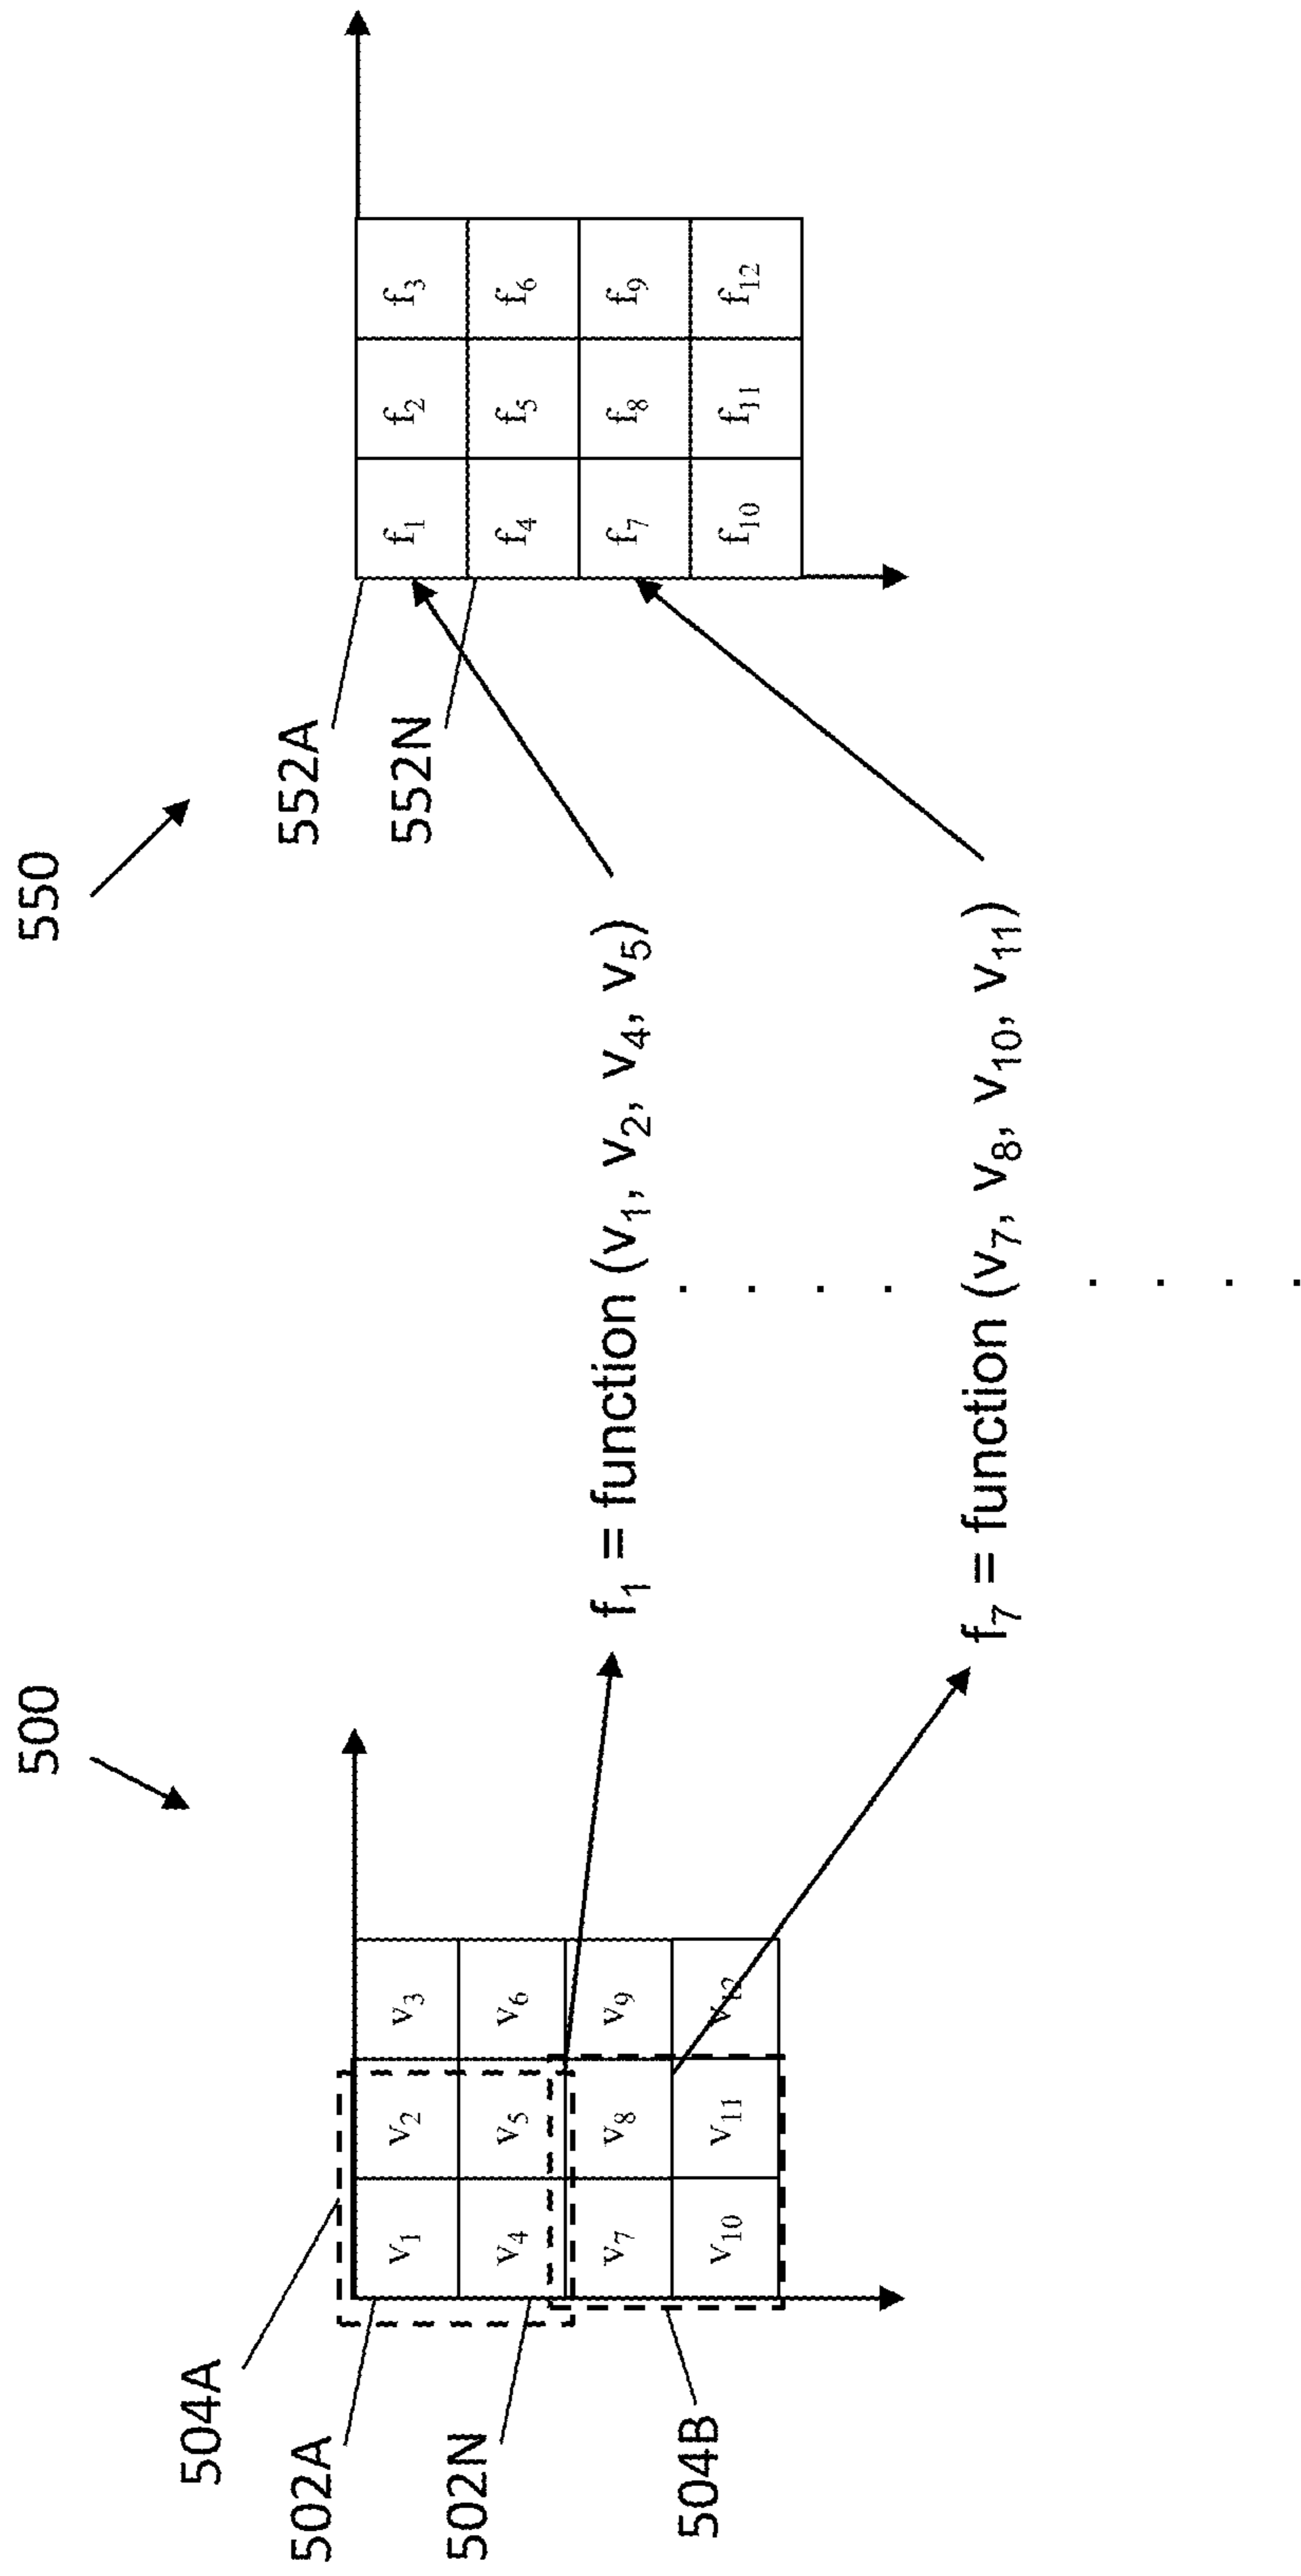 500
550
504A
502A
502N
504B
v₁ v₂ v₃
v₄ v₅ v₆
v₇ v₈ v₉
v₁₀ v₁₁ v₁₂
f₁ = function (v₁, v₂, v₄, v₅)
. . . .
f₇ = function (v₇, v₈, v₁₀, v₁₁)
. . . .
552A
552N
f₁ f₂ f₃
f₄ f₅ f₆
f₇ f₈ f₉
f₁₀ f₁₁ f₁₂